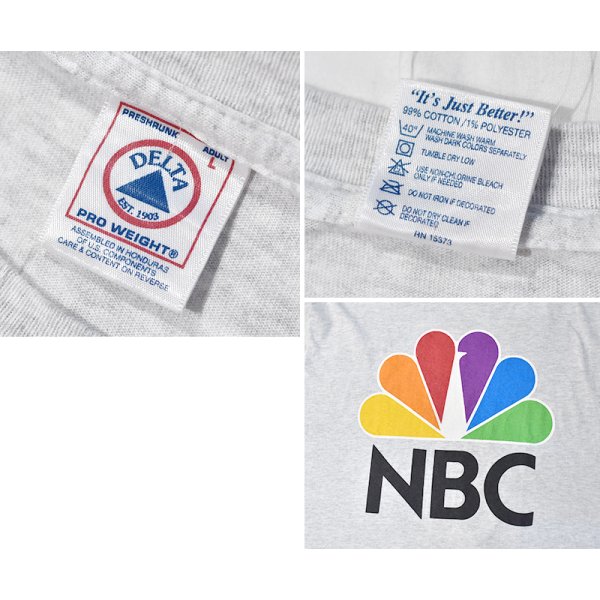 PRESHRUNK ADULT L
DELTA
EST. 1903
PRO WEIGHT®
ASSEMBLED IN HONDURAS
OF U.S. COMPONENTS
CARE & CONTENT ON REVERSE
"It's Just Better!"
99% COTTON/1% POLYESTER
40° MACHINE WASH WARM
WASH DARK COLORS SEPARATELY
TUMBLE DRY LOW
USE NON-CHLORINE BLEACH
ONLY IF NEEDED
DO NOT IRON IF DECORATED
DO NOT DRY CLEAN IF
DECORATED
RN 15373
NBC